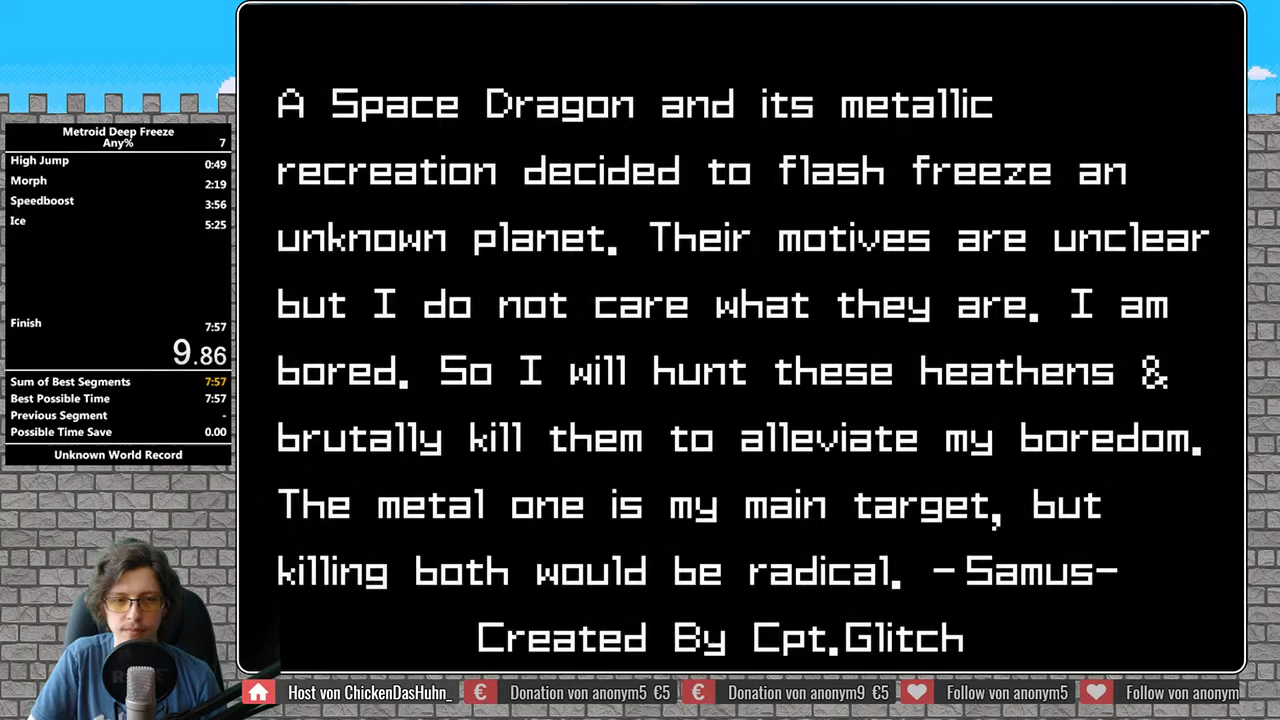 A Space Dragon and its metallic
recreation decided to flash freeze an
unknown planet. Their motives are unclear
but I do not care what they are. I am
bored. So I will hunt these heathens &
brutally kill them to alleviate my boredom.
The metal one is my main target, but
killing both would be radical. -Samus-
Created By Cpt.Glitch
Metroid Deep Freeze
Any% 7
High Jump 0:49
Morph 2:19
Speedboost 3:56
Ice 5:25
Finish 7:57
9.86
Sum of Best Segments 7:57
Best Possible Time 7:57
Previous Segment -
Possible Time Save 0.00
Unknown World Record
Host von ChickenDasHuhn_ € Donation von anonym5 €5 € Donation von anonym9 €5 Follow von anonym5 Follow von anonym